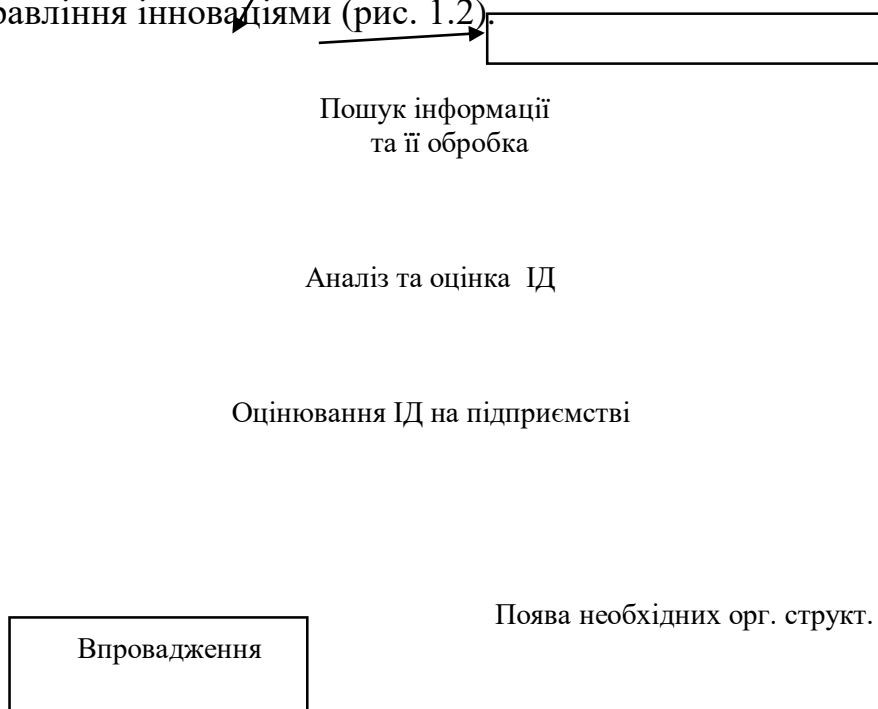 равління інноваціями (рис. 1.2).
Пошук інформації
та її обробка
Аналіз та оцінка ІД
Оцінювання ІД на підприємстві
Поява необхідних орг. структ.
Впровадження